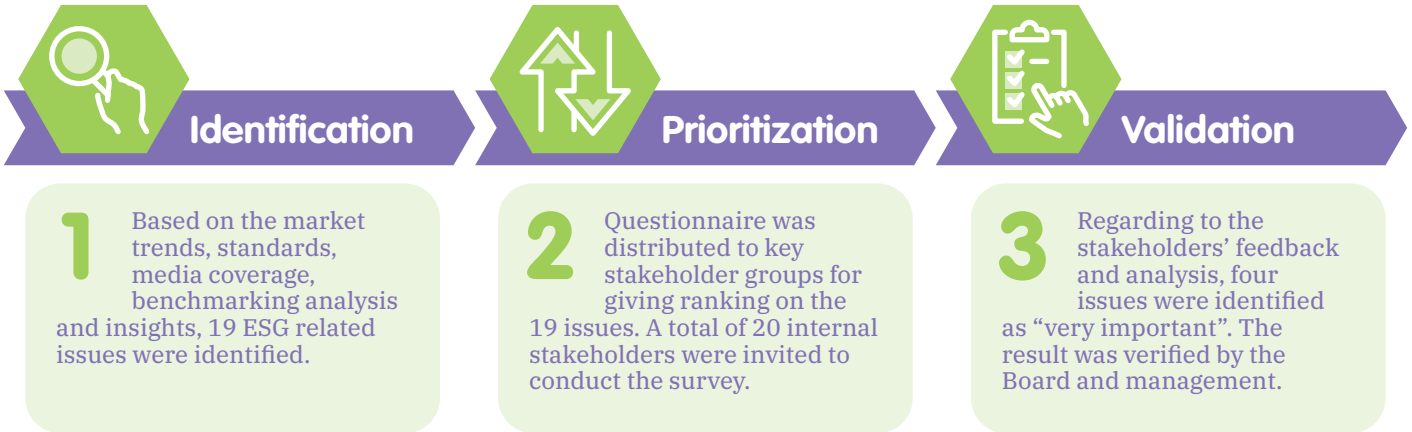 Identification
Prioritization
Validation
1
Based on the market
trends, standards,
media coverage,
benchmarking analysis
and insights, 19 ESG related
issues were identified.
2
Questionnaire was
distributed to key
stakeholder groups for
giving ranking on the
19 issues. A total of 20 internal
stakeholders were invited to
conduct the survey.
3
Regarding to the
stakeholders’ feedback
and analysis, four
issues were identified
as “very important”. The
result was verified by the
Board and management.